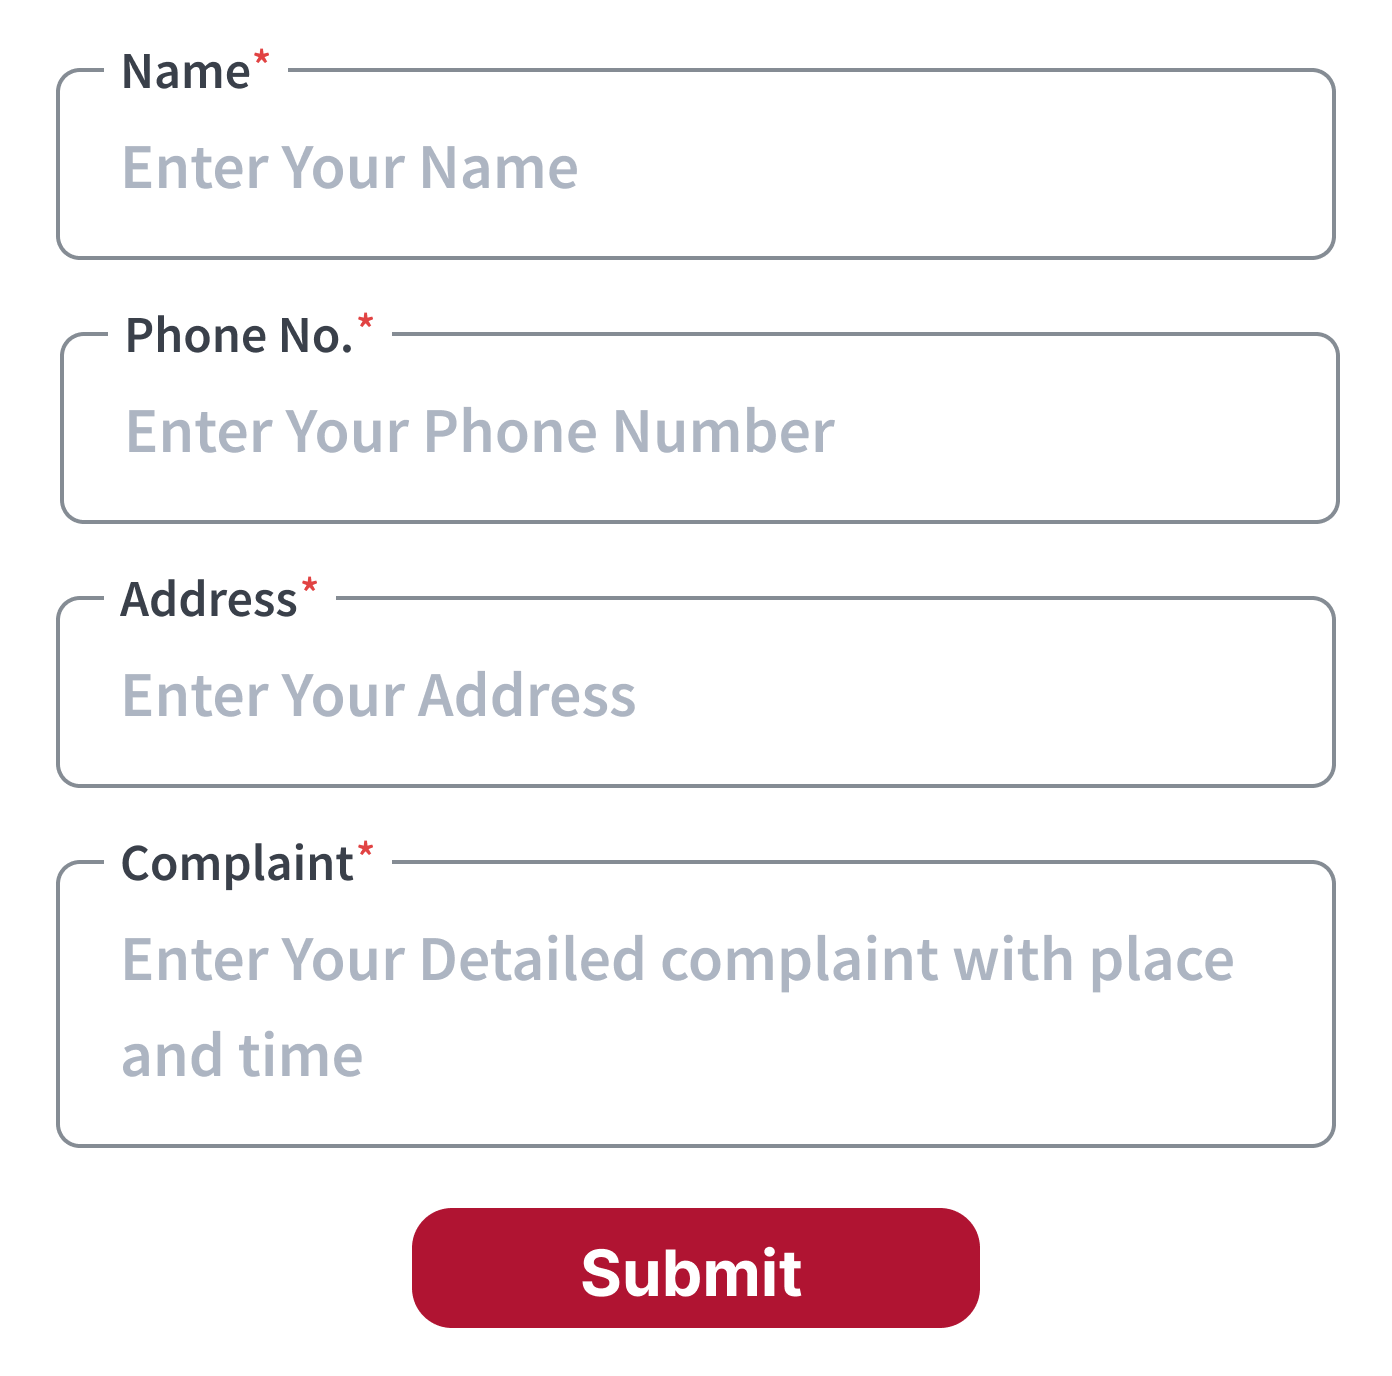 Name*
Enter Your Name
Phone No.*
Enter Your Phone Number
Address*
Enter Your Address
Complaint*
Enter Your Detailed complaint with place
and time
Submit